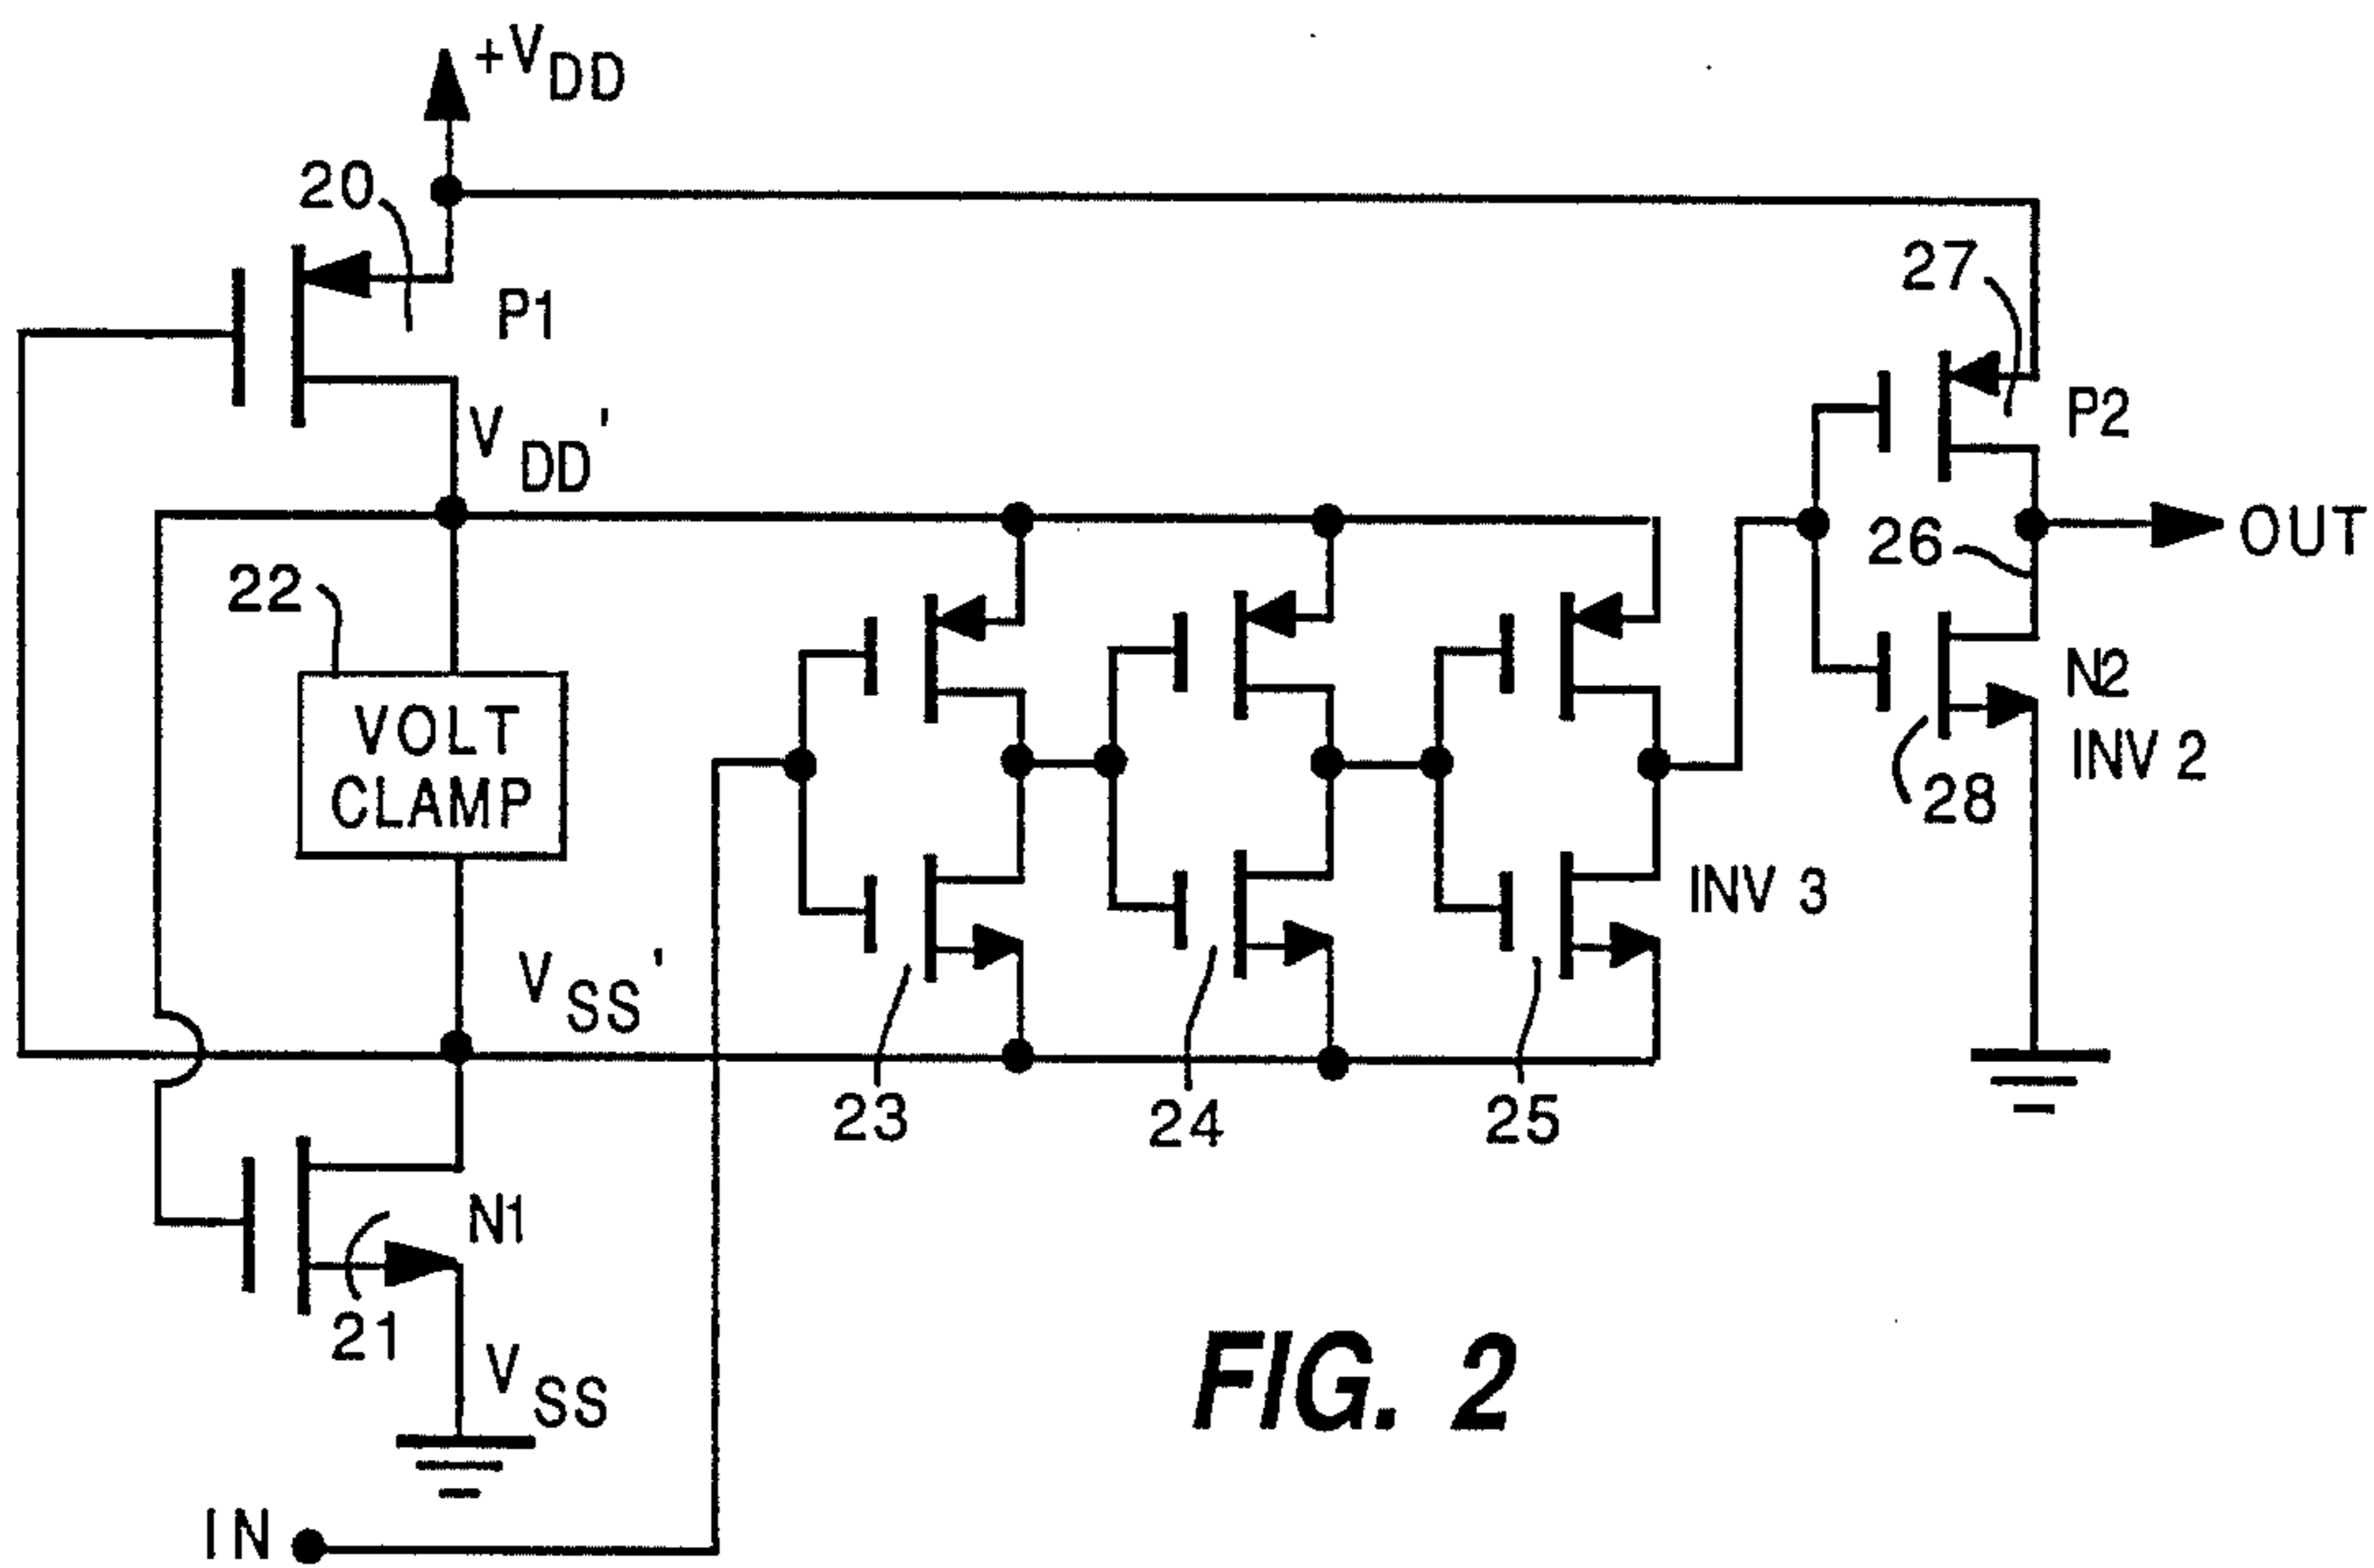 +VDD
20
P1
27
P2
VDD'
26
OUT
22
VOLT
CLAMP
N2
INV 2
28
INV 3
VSS'
23
24
25
N1
21
VSS
FIG. 2
IN